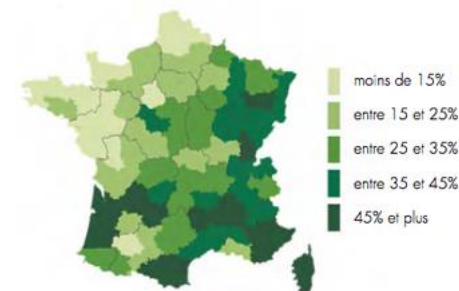 moins de 15%
entre 15 et 25%
entre 25 et 35%
entre 35 et 45%
45% et plus